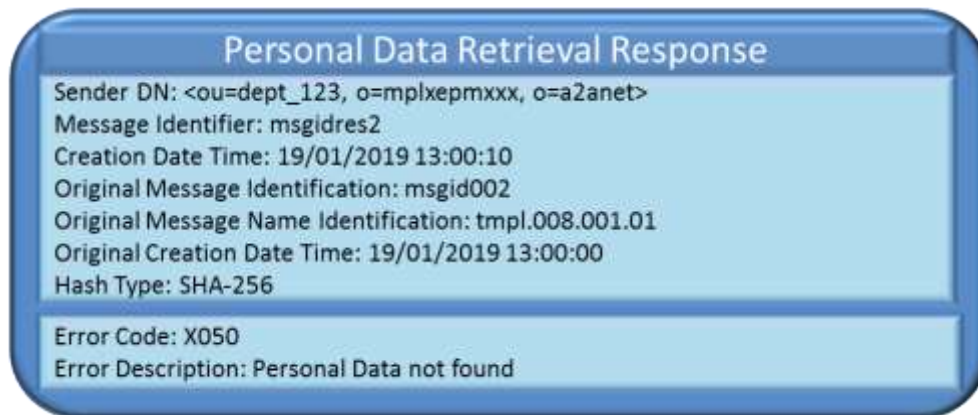 Personal Data Retrieval Response
Sender DN: <ou=dept_123, o=mplxepmxxx, o=a2anet>
Message Identifier: msgidres2
Creation Date Time: 19/01/2019 13:00:10
Original Message Identification: msgid002
Original Message Name Identification: tmpl.008.001.01
Original Creation Date Time: 19/01/2019 13:00:00
Hash Type: SHA-256
Error Code: X050
Error Description: Personal Data not found